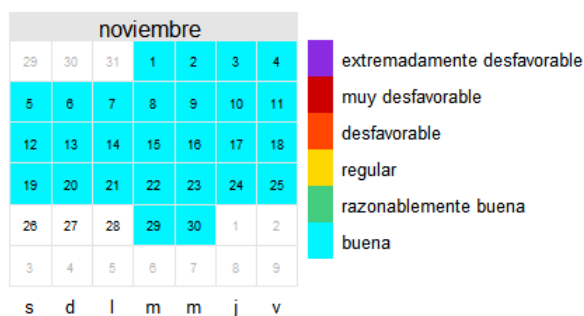 noviembre
29 30 31 1 2 3 4
5 6 7 8 9 10 11
12 13 14 15 16 17 18
19 20 21 22 23 24 25
26 27 28 29 30 1 2
3 4 5 6 7 8 9
s d l m m j v
extremadamente desfavorable
muy desfavorable
desfavorable
regular
razonablemente buena
buena